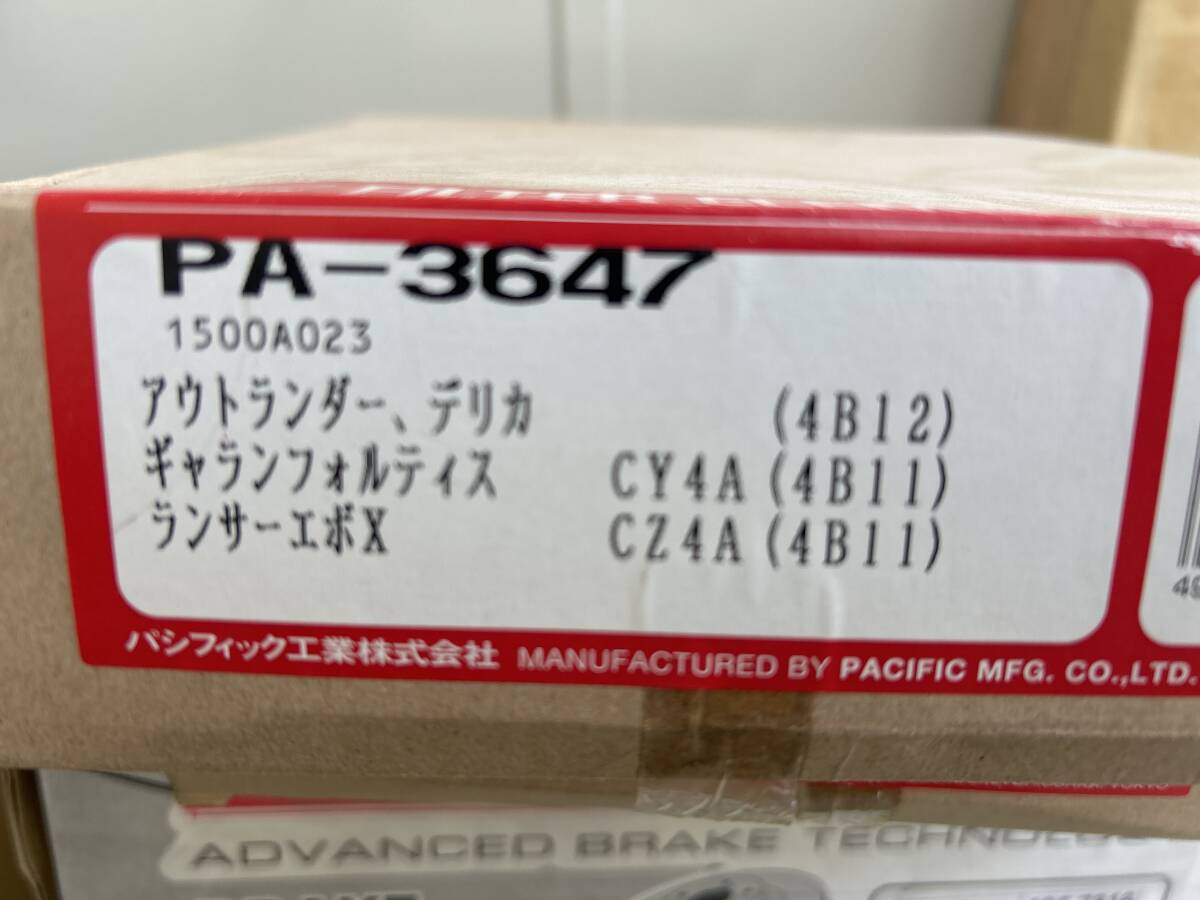 FILTER
PA-3647
1500A023
アウトランダー、デリカ (4B12)
ギャランフォルティス CY4A (4B11)
ランサーエボX CZ4A (4B11)
パシフィック工業株式会社 MANUFACTURED BY PACIFIC MFG. CO.,LTD.
ADVANCED BRAKE